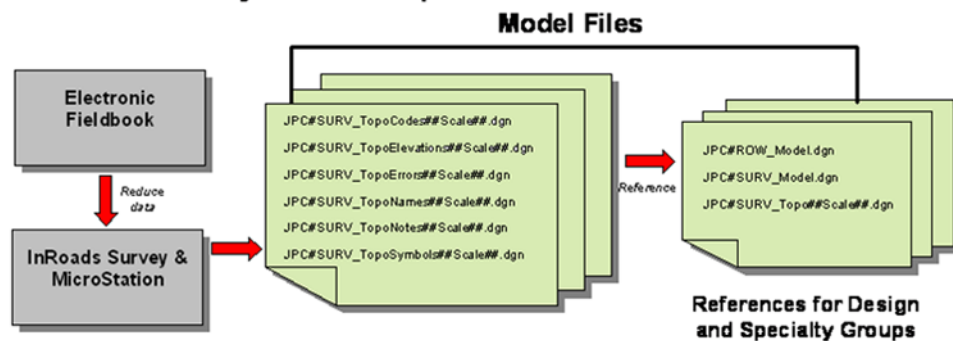 Model Files
Electronic
Fieldbook
Reduce
data
InRoads Survey &
MicroStation
JPC#SURV_TopoCodes##Scale##.dgn
JPC#SURV_TopoElevations##Scale##.dgn
JPC#SURV_TopoErrors##Scale##.dgn
JPC#SURV_TopoNames##Scale##.dgn
JPC#SURV_TopoNotes##Scale##.dgn
JPC#SURV_TopoSymbols##Scale##.dgn
Reference
JPC#ROW_Model.dgn
JPC#SURV_Model.dgn
JPC#SURV_Topo##Scale##.dgn
References for Design
and Specialty Groups